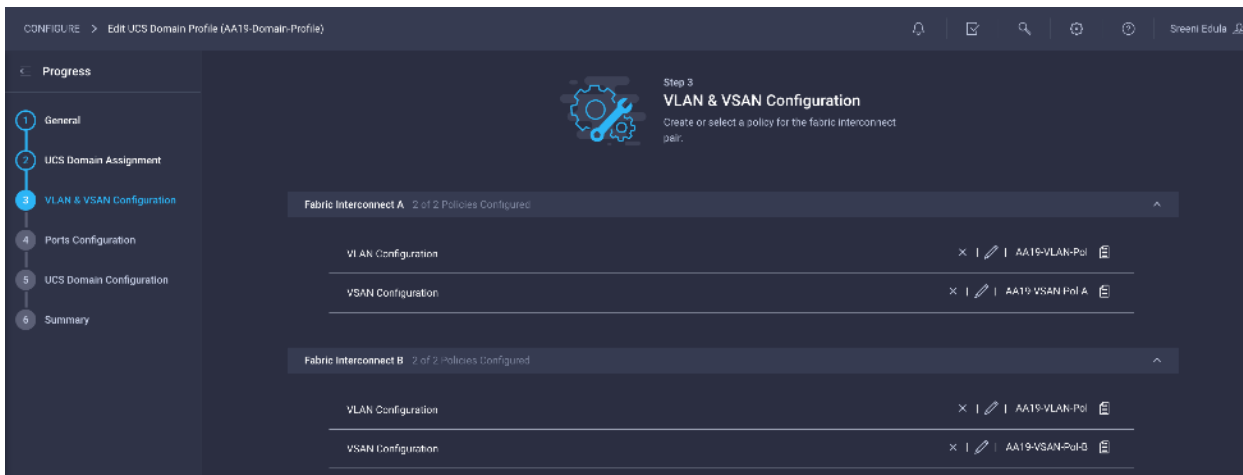 CONFIGURE > Edit UCS Domain Profile (AA19-Domain-Profile)
Sreeni Edula
Progress
1 General
2 UCS Domain Assignment
3 VLAN & VSAN Configuration
4 Ports Configuration
5 UCS Domain Configuration
6 Summary
Step 3
VLAN & VSAN Configuration
Create or select a policy for the fabric interconnect
pair.
Fabric Interconnect A 2 of 2 Policies Configured
VLAN Configuration × | | AA19-VLAN-Pol
VSAN Configuration × | | AA19-VSAN-Pol-A
Fabric Interconnect B 2 of 2 Policies Configured
VLAN Configuration × | | AA19-VLAN-Pol
VSAN Configuration × | | AA19-VSAN-Pol-B